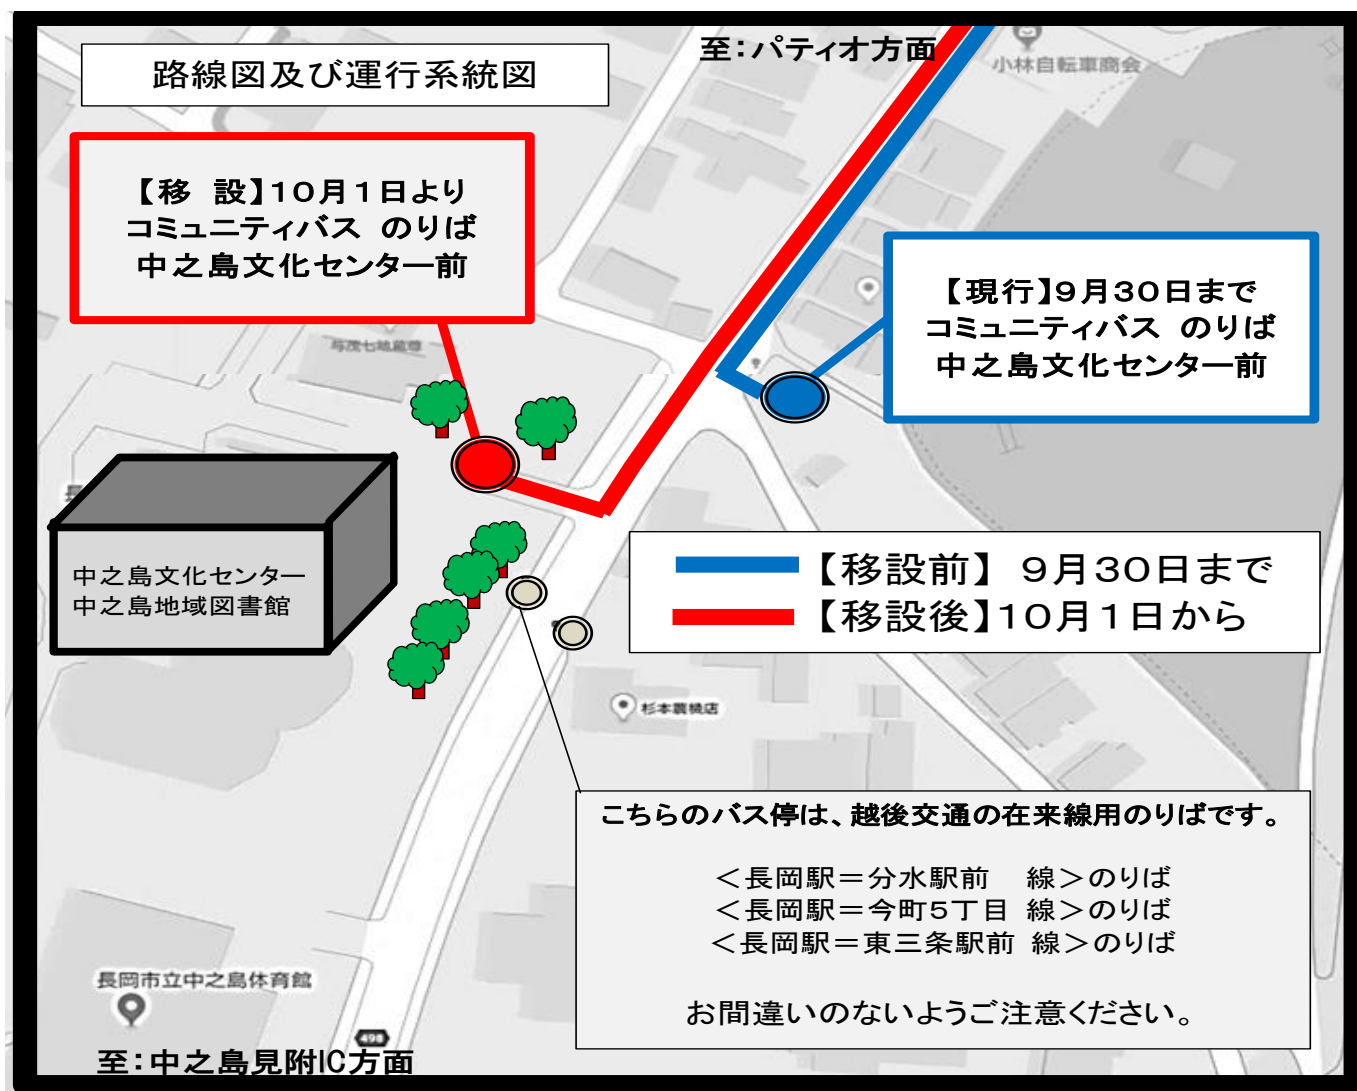 路線図及び運行系統図
至：パティオ方面
小林自転車商会
【移　設】１０月１日より
コミュニティバス のりば
中之島文化センター前
【現行】９月３０日まで
コミュニティバス のりば
中之島文化センター前
与茂七地蔵尊
長
中之島文化センター
中之島地域図書館
【移設前】 ９月３０日まで
【移設後】１０月１日から
杉本農機店
こちらのバス停は、越後交通の在来線用のりばです。
＜長岡駅＝分水駅前　 線＞のりば
＜長岡駅＝今町５丁目 線＞のりば
＜長岡駅＝東三条駅前 線＞のりば
お間違いのないようご注意ください。
長岡市立中之島体育館
498
至：中之島見附IC方面